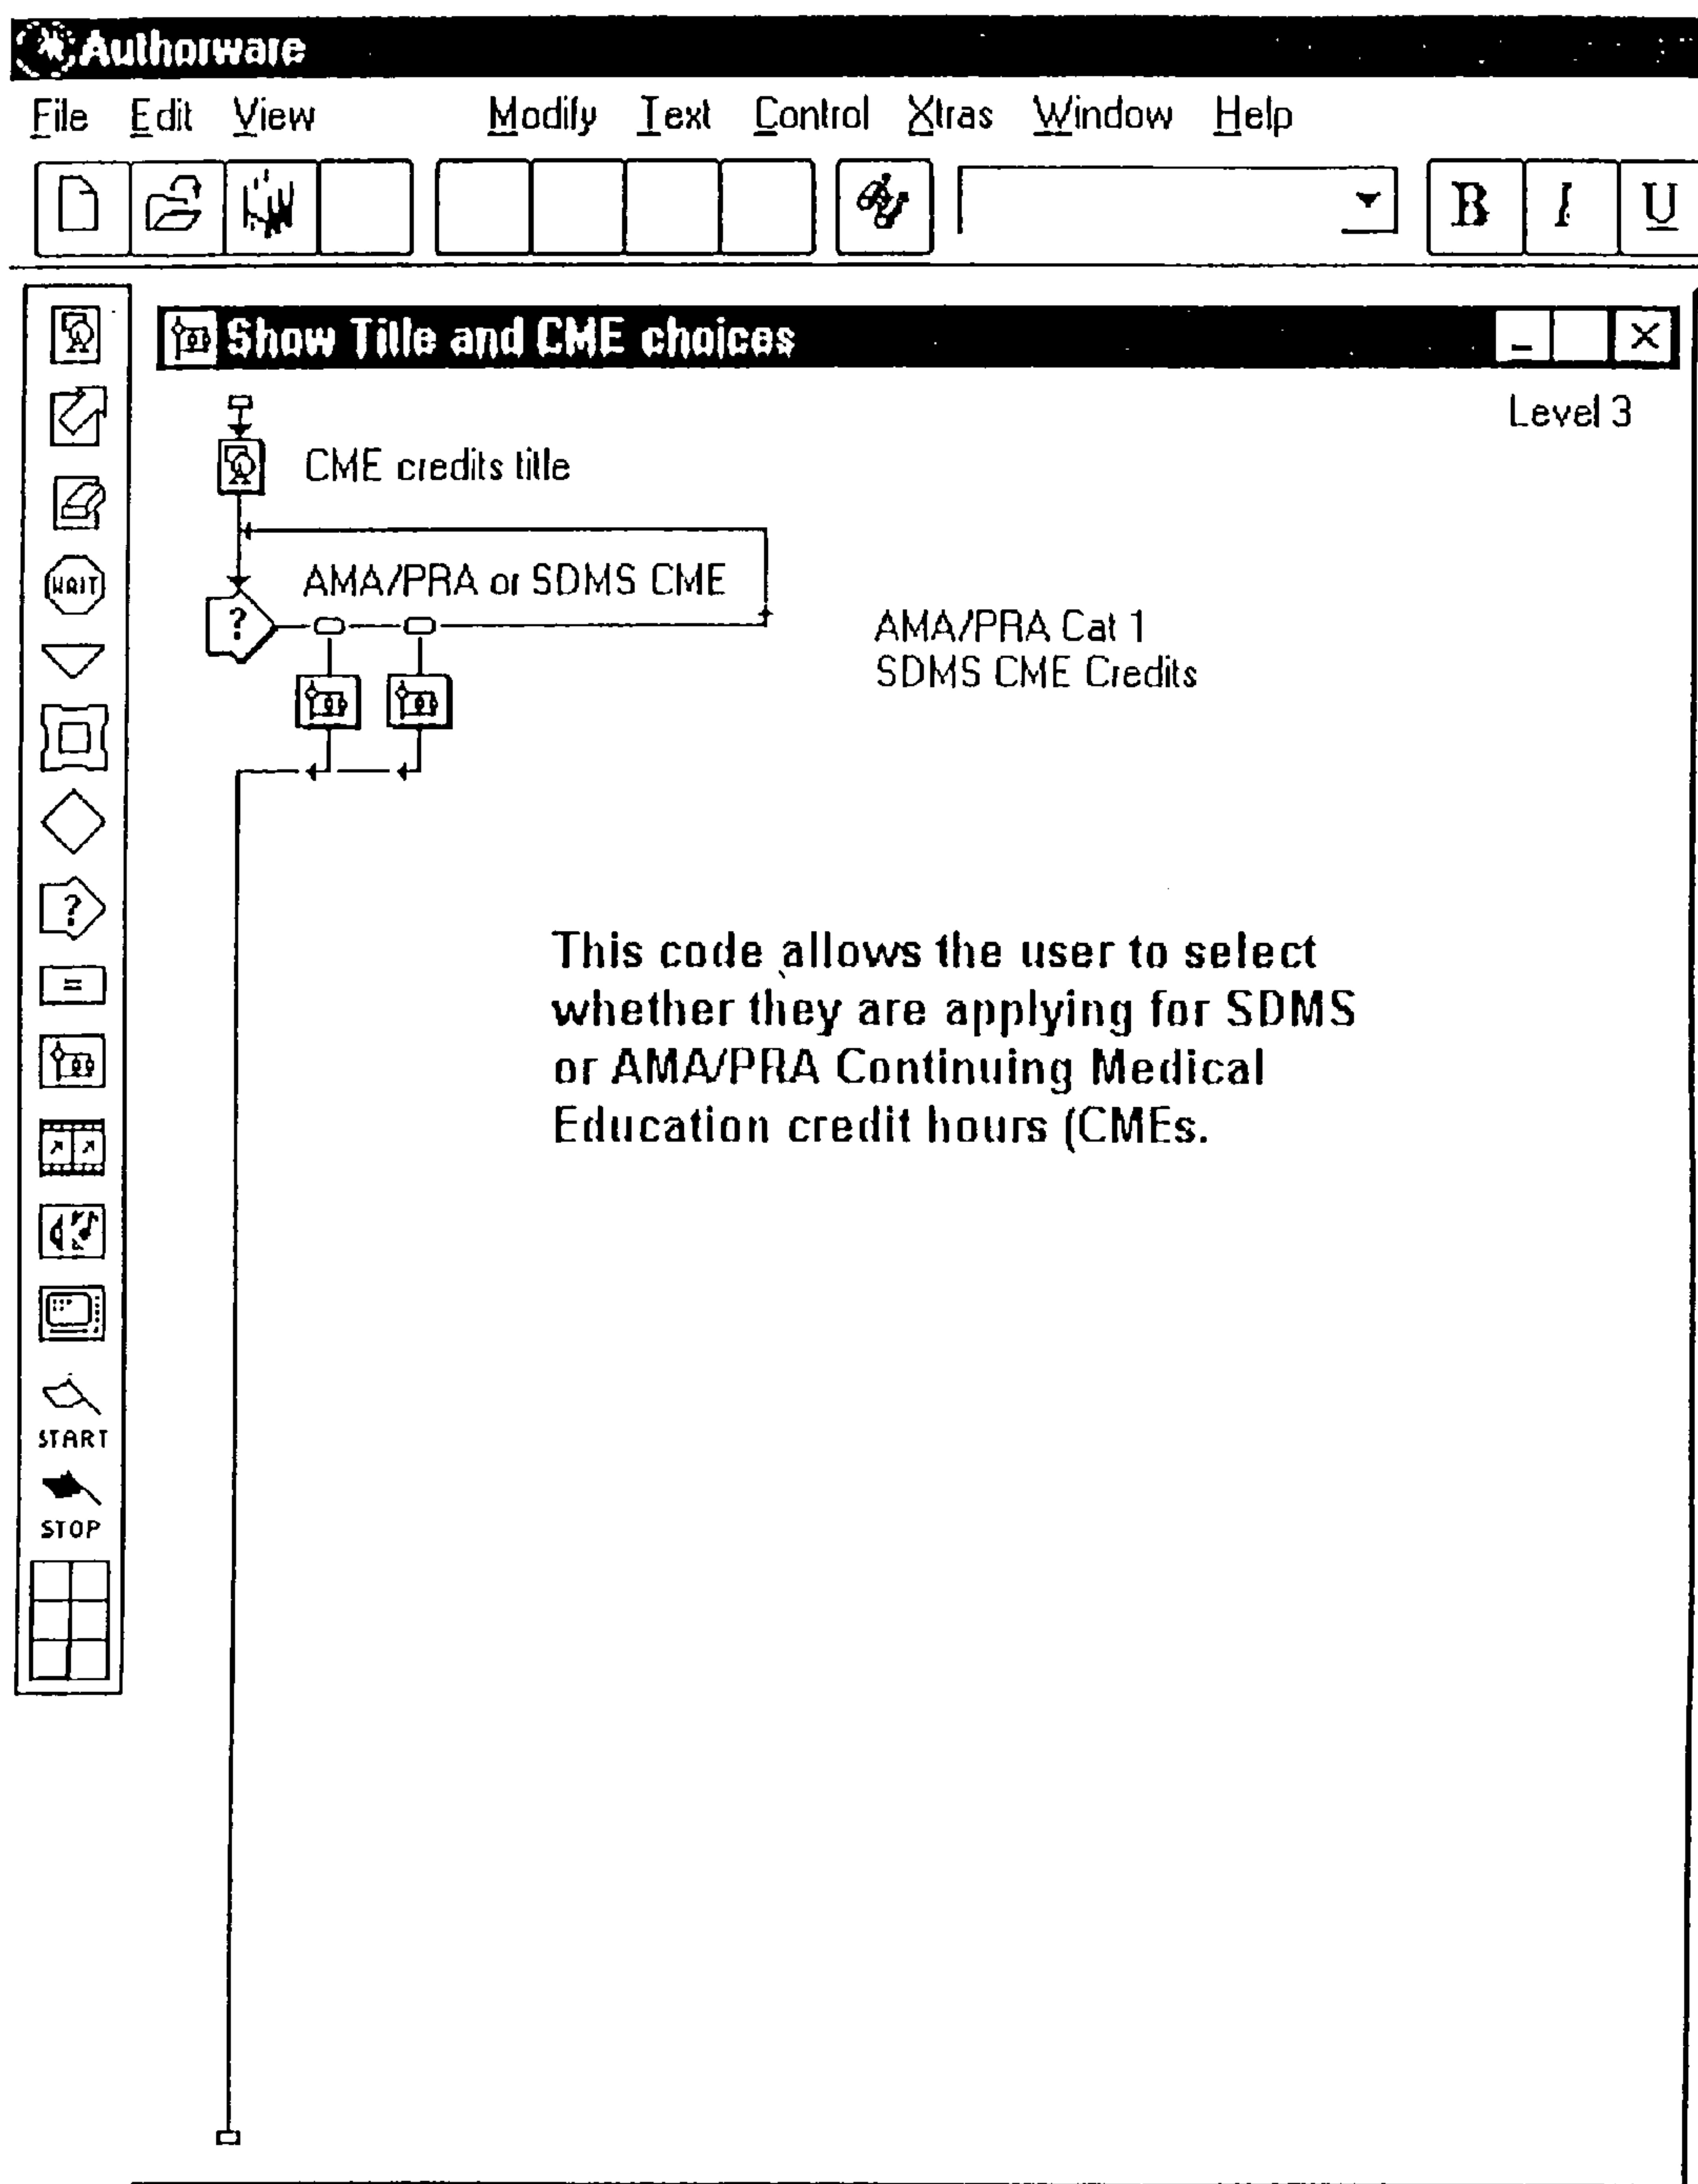 Authorware
File Edit View Modify Text Control Xtras Window Help
B I U
Show Title and CME choices
Level 3
CME credits title
AMA/PRA or SDMS CME
?
AMA/PRA Cat 1
SDMS CME Credits
WAIT
?
=
This code allows the user to select
whether they are applying for SDMS
or AMA/PRA Continuing Medical
Education credit hours (CMEs.
START
STOP